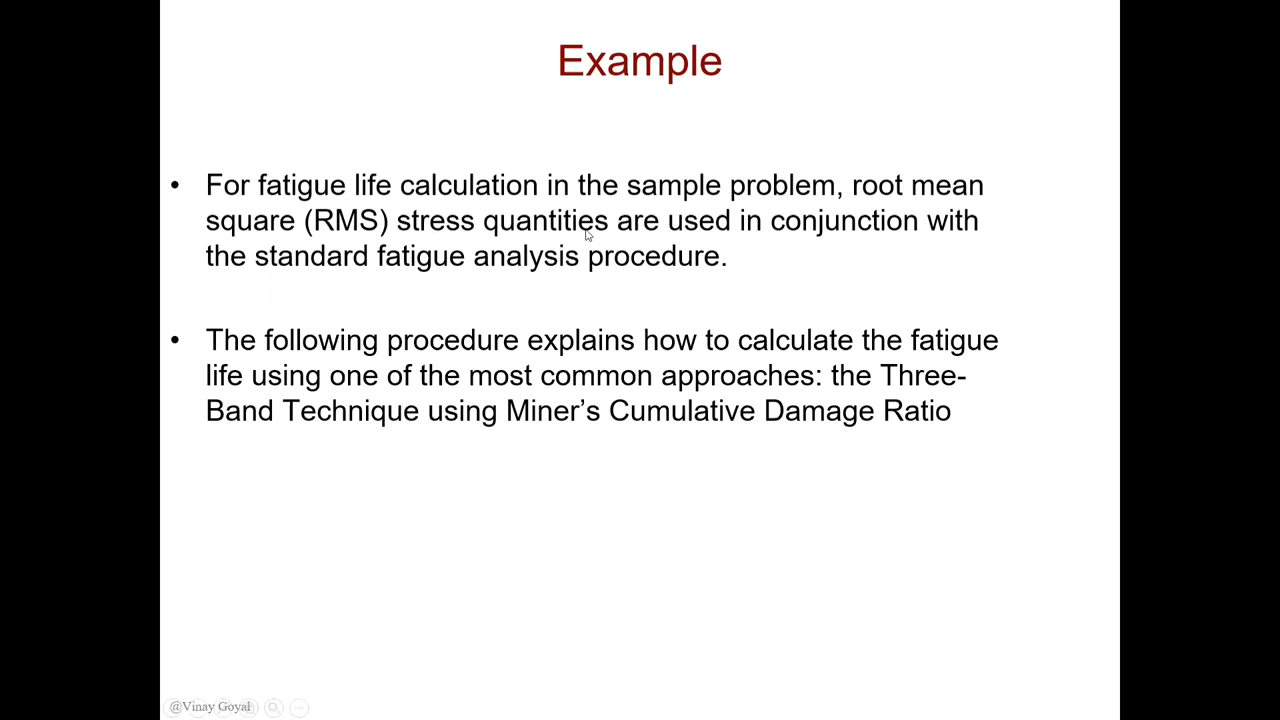 Example
• For fatigue life calculation in the sample problem, root mean
square (RMS) stress quantities are used in conjunction with
the standard fatigue analysis procedure.
• The following procedure explains how to calculate the fatigue
life using one of the most common approaches: the Three-
Band Technique using Miner’s Cumulative Damage Ratio
@Vinay Goyal